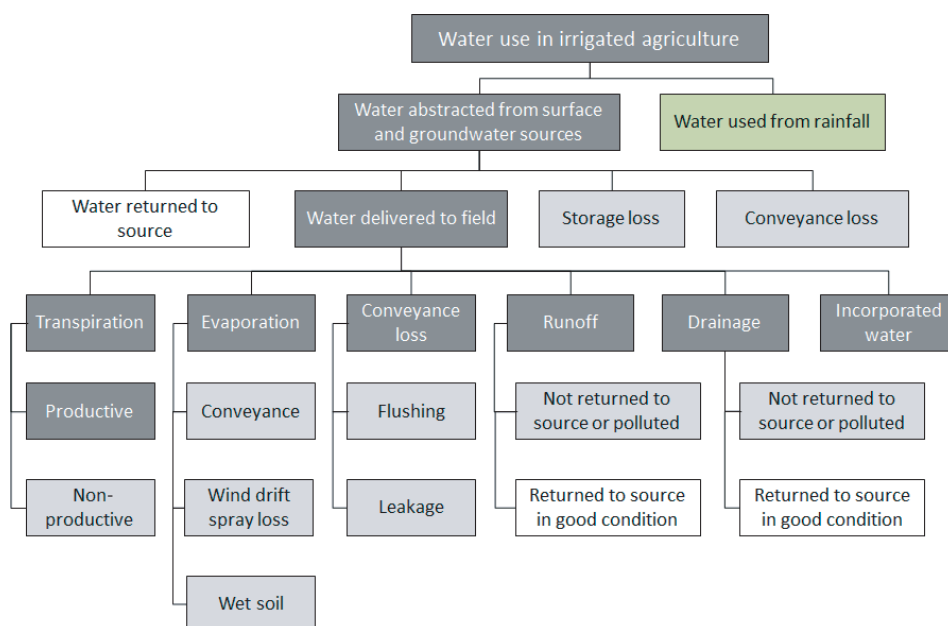 Water use in irrigated agriculture
Water abstracted from surface
and groundwater sources
Water used from rainfall
Water returned to
source
Water delivered to field
Storage loss
Conveyance loss
Transpiration
Evaporation
Conveyance
loss
Runoff
Drainage
Incorporated
water
Productive
Conveyance
Flushing
Not returned to
source or polluted
Not returned to
source or polluted
Non-
productive
Wind drift
spray loss
Leakage
Returned to source
in good condition
Returned to source
in good condition
Wet soil